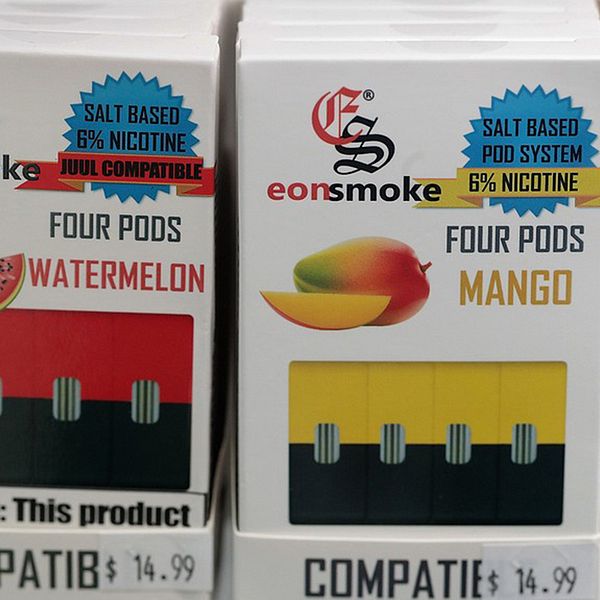 SALT BASED
6% NICOTINE
ke JUUL COMPATIBLE
FOUR PODS
WATERMELON
: This product
PATIB $ 14.99
ES®
eonsmoke
SALT BASED
POD SYSTEM
6% NICOTINE
FOUR PODS
MANGO
COMPATIB $ 14.99